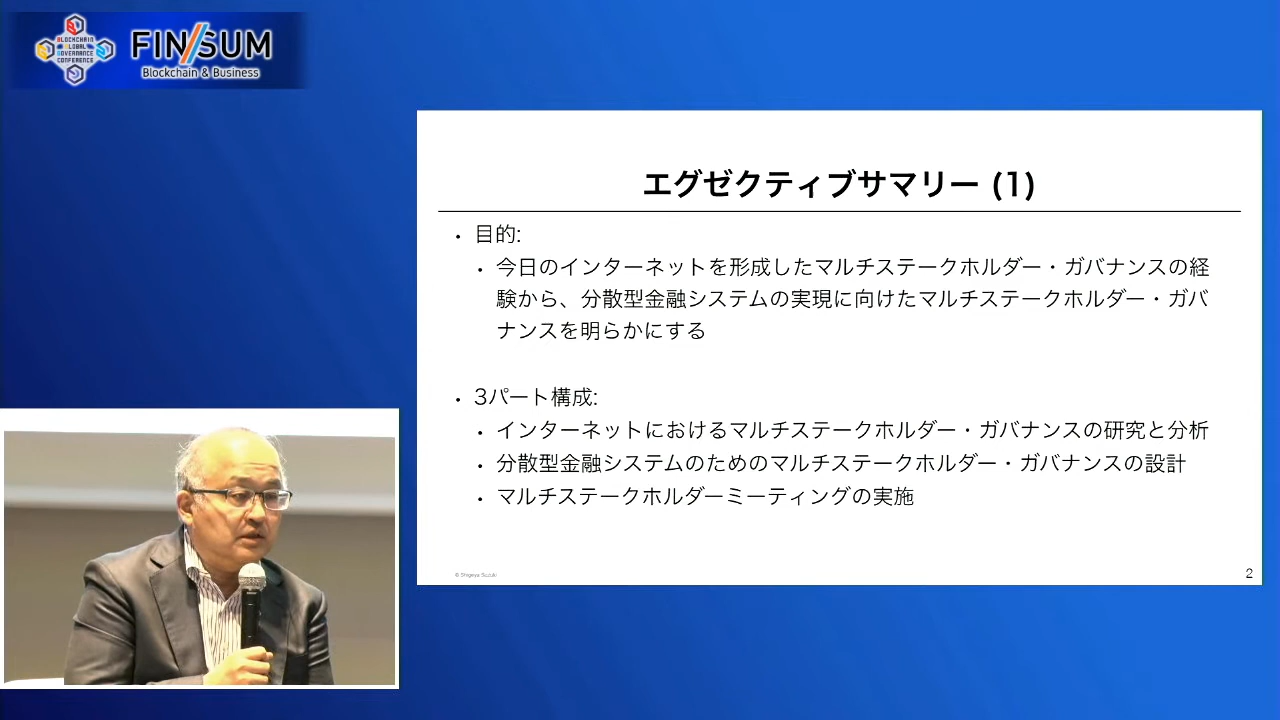 BLOCKCHAIN
GLOBAL
GOVERNANCE
CONFERENCE
FIN/SUM
Blockchain & Business
エグゼクティブサマリー (1)
• 目的:
• 今日のインターネットを形成したマルチステークホルダー・ガバナンスの経
験から、分散型金融システムの実現に向けたマルチステークホルダー・ガバ
ナンスを明らかにする
• 3パート構成:
• インターネットにおけるマルチステークホルダー・ガバナンスの研究と分析
• 分散型金融システムのためのマルチステークホルダー・ガバナンスの設計
• マルチステークホルダーミーティングの実施
© Shigeya Suzuki
2